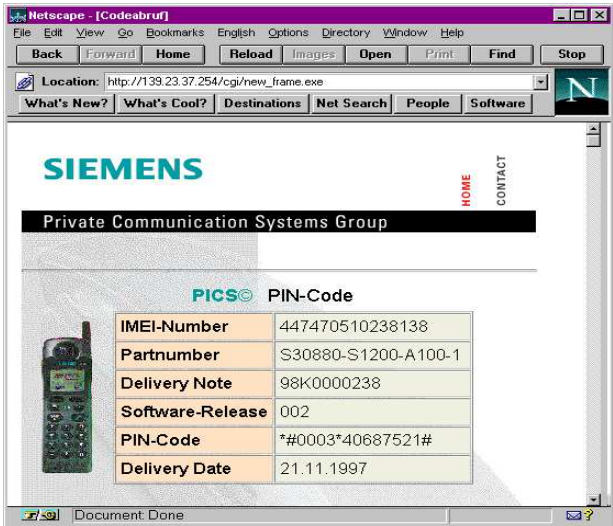 Netscape - [Codeabruf]
File Edit View Go Bookmarks English Options Directory Window Help
Back Forward Home Reload Images Open Print Find Stop
Location: http://139.23.37.254/cgi/new_frame.exe
N
What's New? What's Cool? Destinations Net Search People Software
SIEMENS
HOME
CONTACT
Private Communication Systems Group
PICS© PIN-Code
IMEI-Number 447470510238138
Partnumber S30880-S1200-A100-1
Delivery Note 98K0000238
Software-Release 002
PIN-Code *#0003*40687521#
Delivery Date 21.11.1997
Document: Done